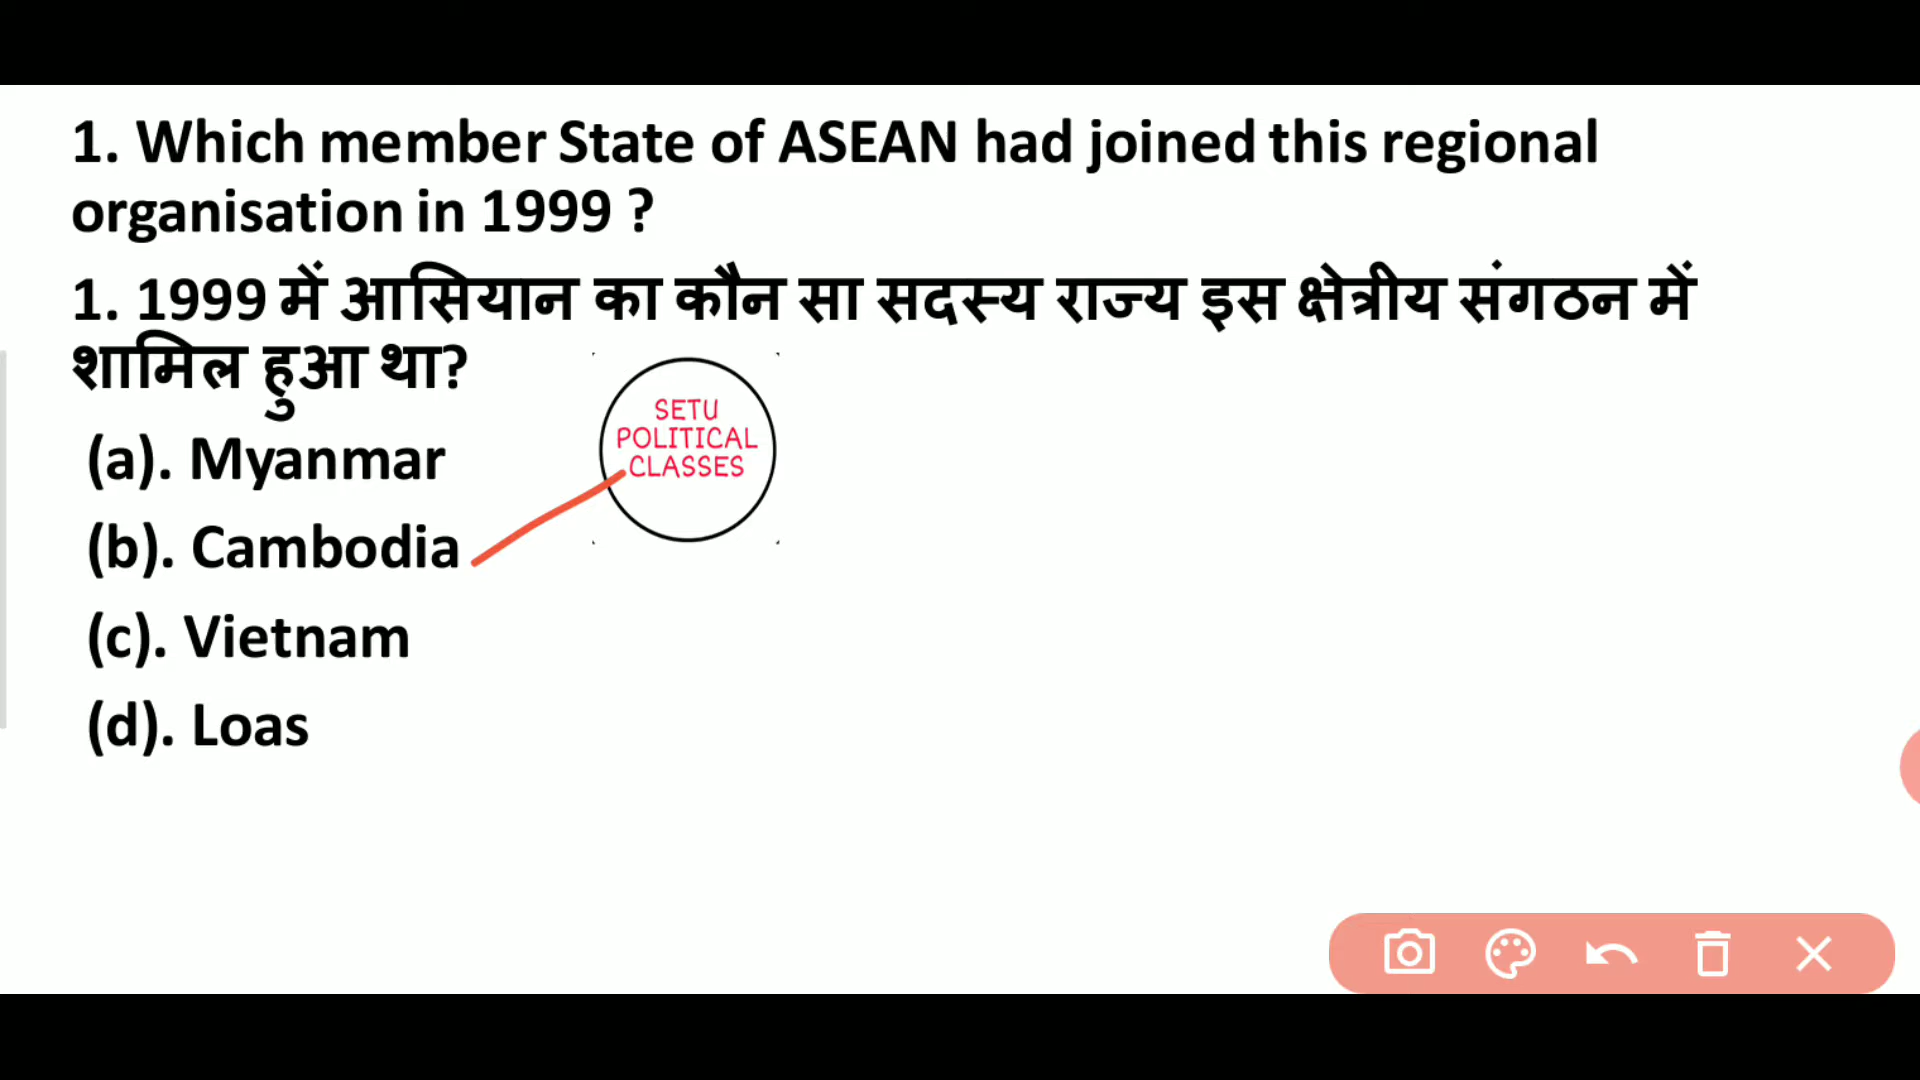 1. Which member State of ASEAN had joined this regional
organisation in 1999 ?
1. 1999 में आसियान का कौन सा सदस्य राज्य इस क्षेत्रीय संगठन में
शामिल हुआ था?
SETU
POLITICAL
CLASSES
(a). Myanmar
(b). Cambodia
(c). Vietnam
(d). Loas